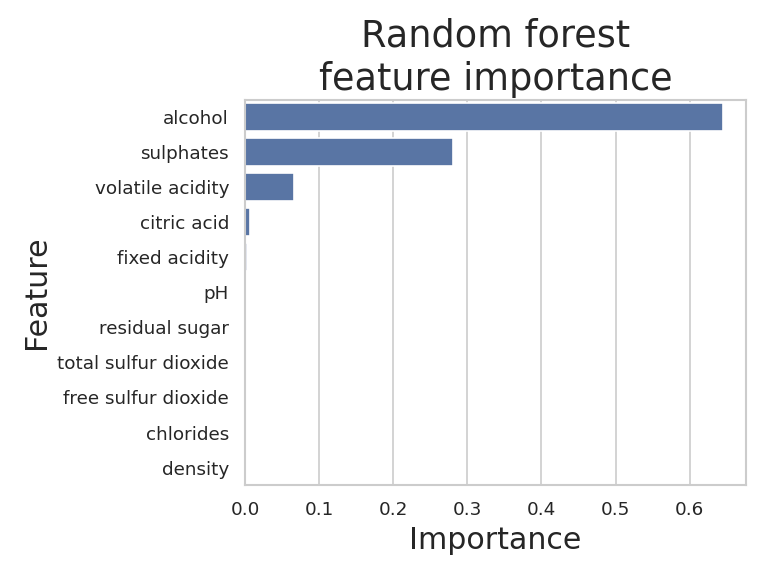 Random forest
feature importance
Feature
alcohol
sulphates
volatile acidity
citric acid
fixed acidity
pH
residual sugar
total sulfur dioxide
free sulfur dioxide
chlorides
density
0.0 0.1 0.2 0.3 0.4 0.5 0.6
Importance